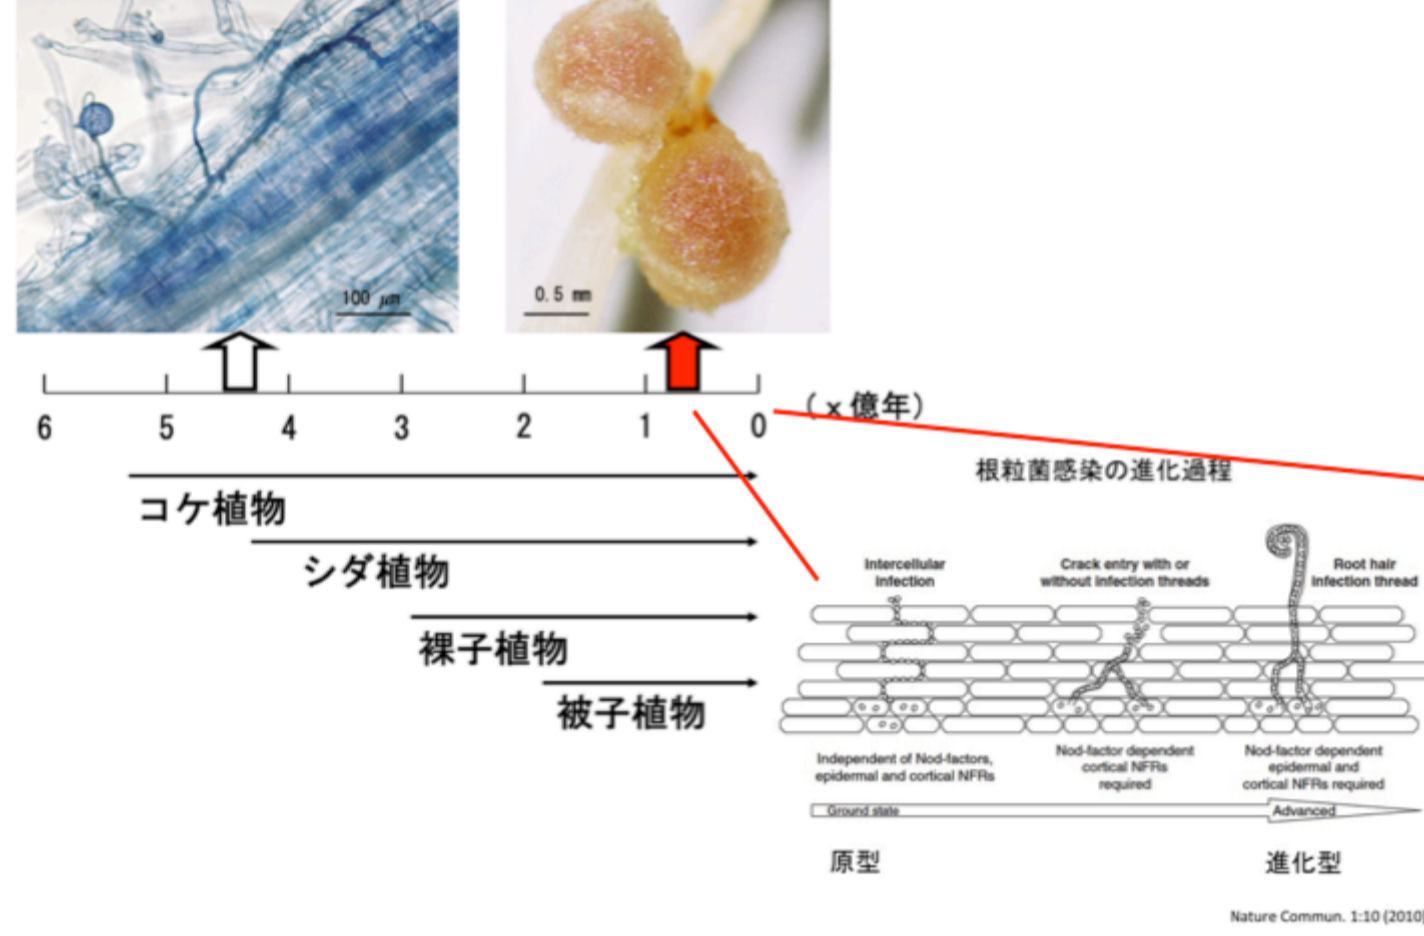 100 μm
0.5 mm
6 5 4 3 2 1 0 (x億年)
コケ植物
シダ植物
裸子植物
被子植物
根粒菌感染の進化過程
Intercellular
infection
Crack entry with or
without infection threads
Root hair
infection thread
Independent of Nod-factors,
epidermal and cortical NFRs
Nod-factor dependent
cortical NFRs
required
Nod-factor dependent
epidermal and
cortical NFRs required
Ground state
Advanced
原型
進化型
Nature Commun. 1:10 (2010)